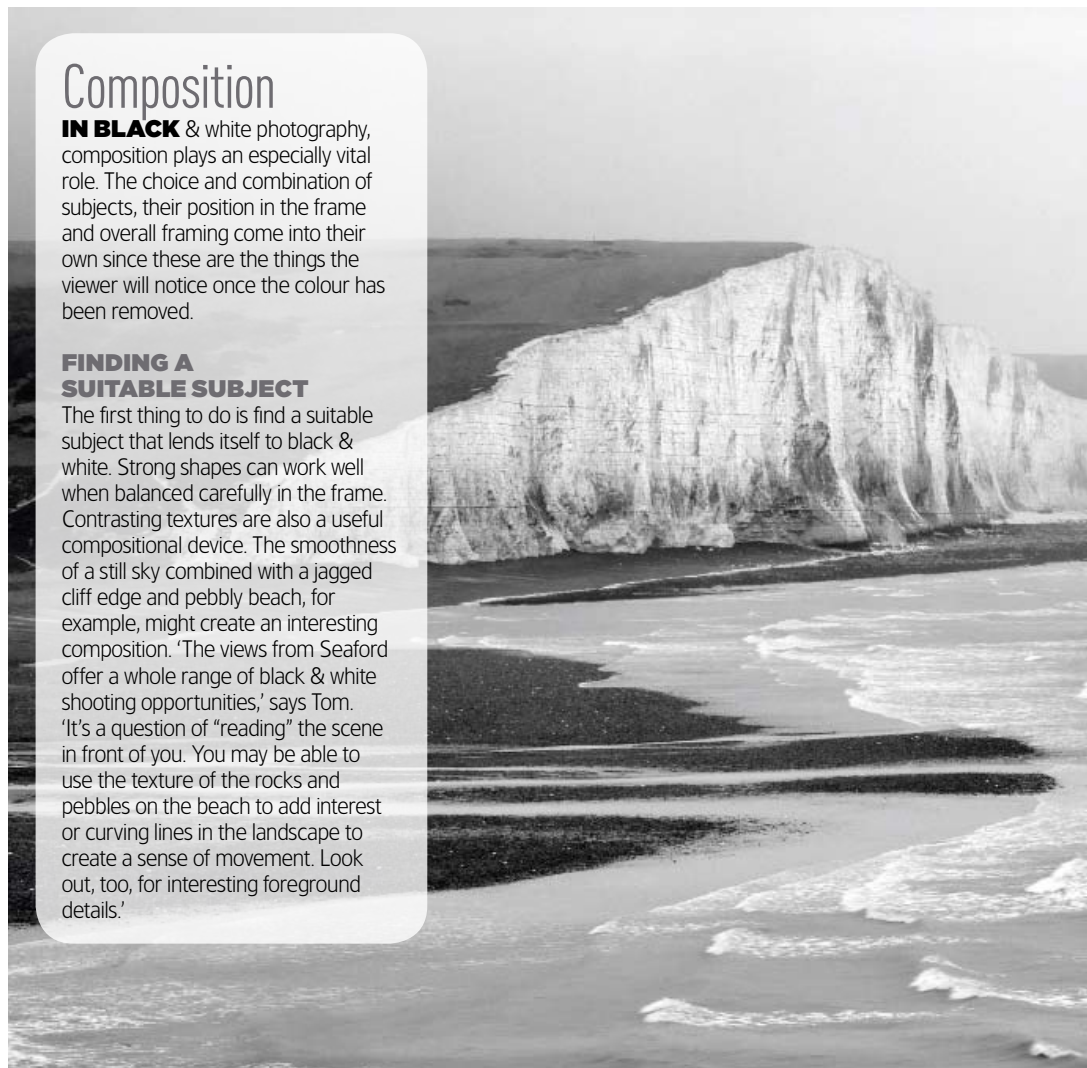 Composition
IN BLACK & white photography,
composition plays an especially vital
role. The choice and combination of
subjects, their position in the frame
and overall framing come into their
own since these are the things the
viewer will notice once the colour has
been removed.
FINDING A
SUITABLE SUBJECT
The first thing to do is find a suitable
subject that lends itself to black &
white. Strong shapes can work well
when balanced carefully in the frame.
Contrasting textures are also a useful
compositional device. The smoothness
of a still sky combined with a jagged
cliff edge and pebbly beach, for
example, might create an interesting
composition. ‘The views from Seaford
offer a whole range of black & white
shooting opportunities,’ says Tom.
‘It’s a question of “reading” the scene
in front of you. You may be able to
use the texture of the rocks and
pebbles on the beach to add interest
or curving lines in the landscape to
create a sense of movement. Look
out, too, for interesting foreground
details.’